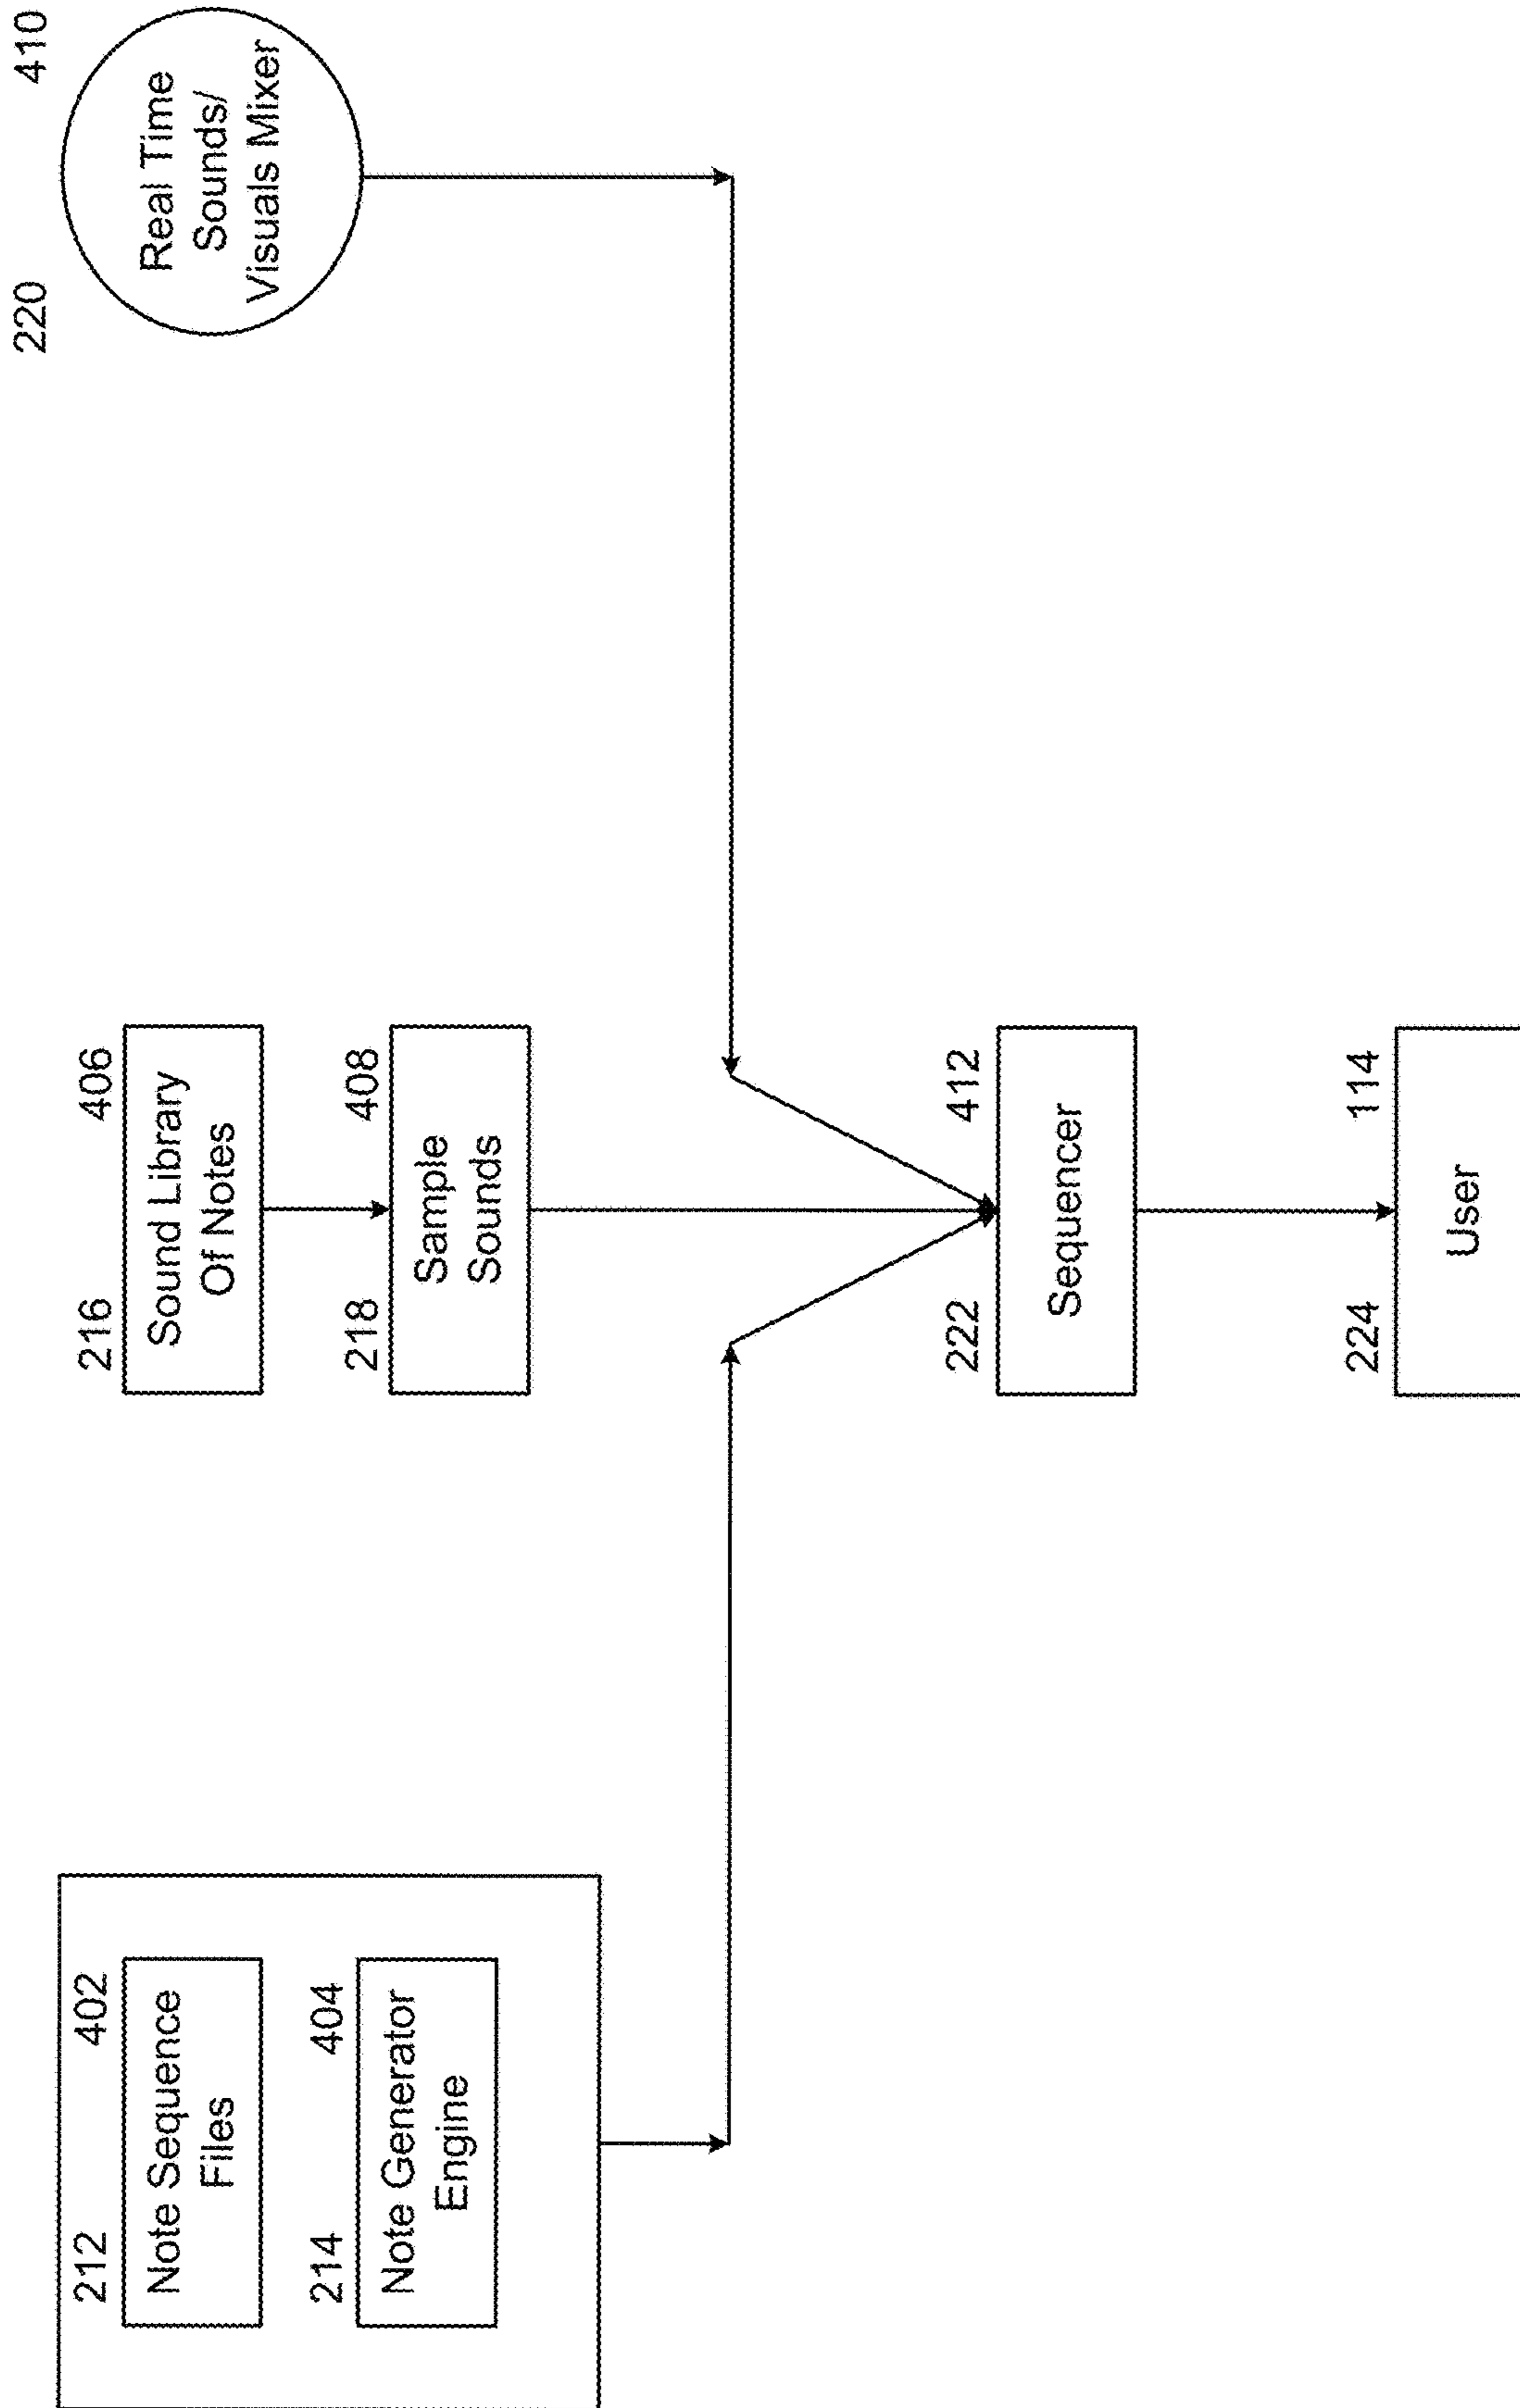 212 402
Note Sequence
Files
214 404
Note Generator
Engine
216 406
Sound Library
Of Notes
218 408
Sample
Sounds
220 410
Real Time
Sounds/
Visuals Mixer
222 412
Sequencer
224 114
User